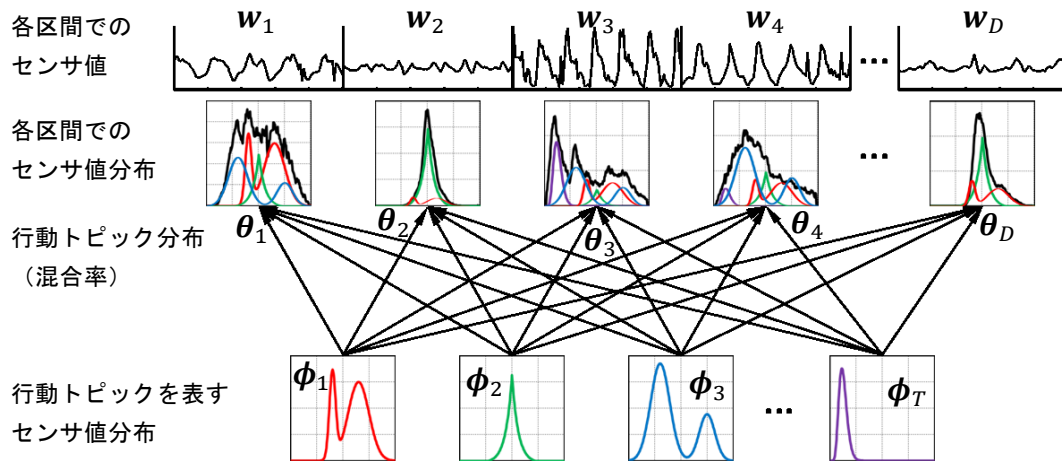 各区間での
センサ値
w₁ w₂ w₃ w₄ … w_D
各区間での
センサ値分布
…
θ₁ θ₂ θ₃ θ₄ θ_D
行動トピック分布
（混合率）
行動トピックを表す
センサ値分布
ϕ₁ ϕ₂ ϕ₃ … ϕ_T